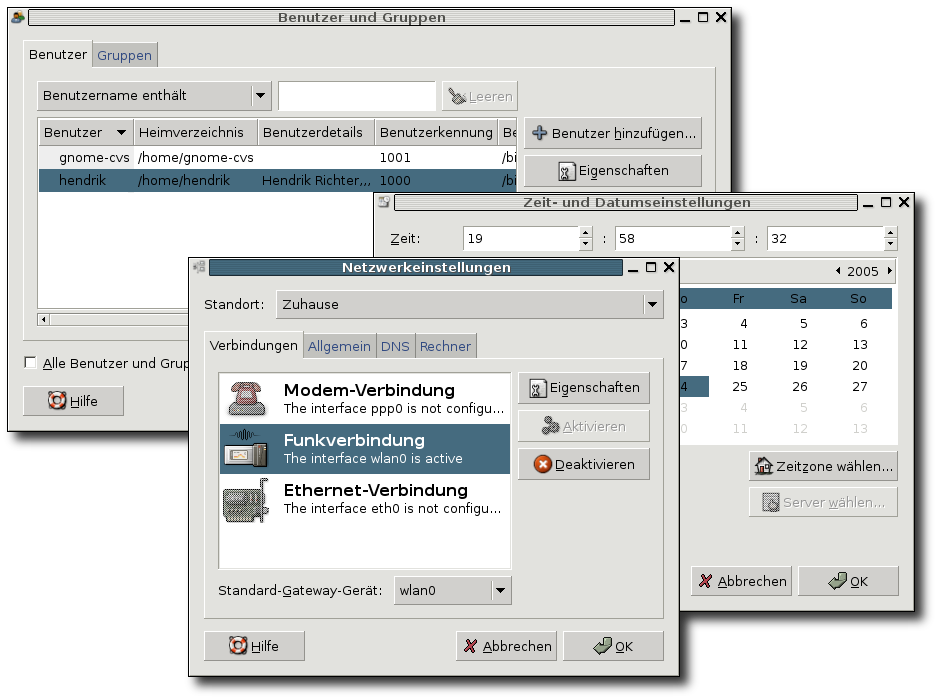 Benutzer und Gruppen
Benutzer Gruppen
Benutzername enthält Leeren
Benutzer Heimverzeichnis Benutzerdetails Benutzerkennung Be
gnome-cvs /home/gnome-cvs 1001 /bi
hendrik /home/hendrik Hendrik Richter,,, 1000 /bi
Benutzer hinzufügen...
Eigenschaften
Alle Benutzer und Grup
Hilfe
Zeit- und Datumseinstellungen
Zeit: 19 : 58 : 32
2005
o Fr Sa So
3 4 5 6
0 11 12 13
7 18 19 20
4 25 26 27
3 4 5 6
0 11 12 13
Zeitzone wählen...
Server wählen...
Abbrechen OK
Netzwerkeinstellungen
Standort: Zuhause
Verbindungen Allgemein DNS Rechner
Modem-Verbindung
The interface ppp0 is not configu...
Funkverbindung
The interface wlan0 is active
Ethernet-Verbindung
The interface eth0 is not configu...
Eigenschaften
Aktivieren
Deaktivieren
Standard-Gateway-Gerät: wlan0
Hilfe Abbrechen OK